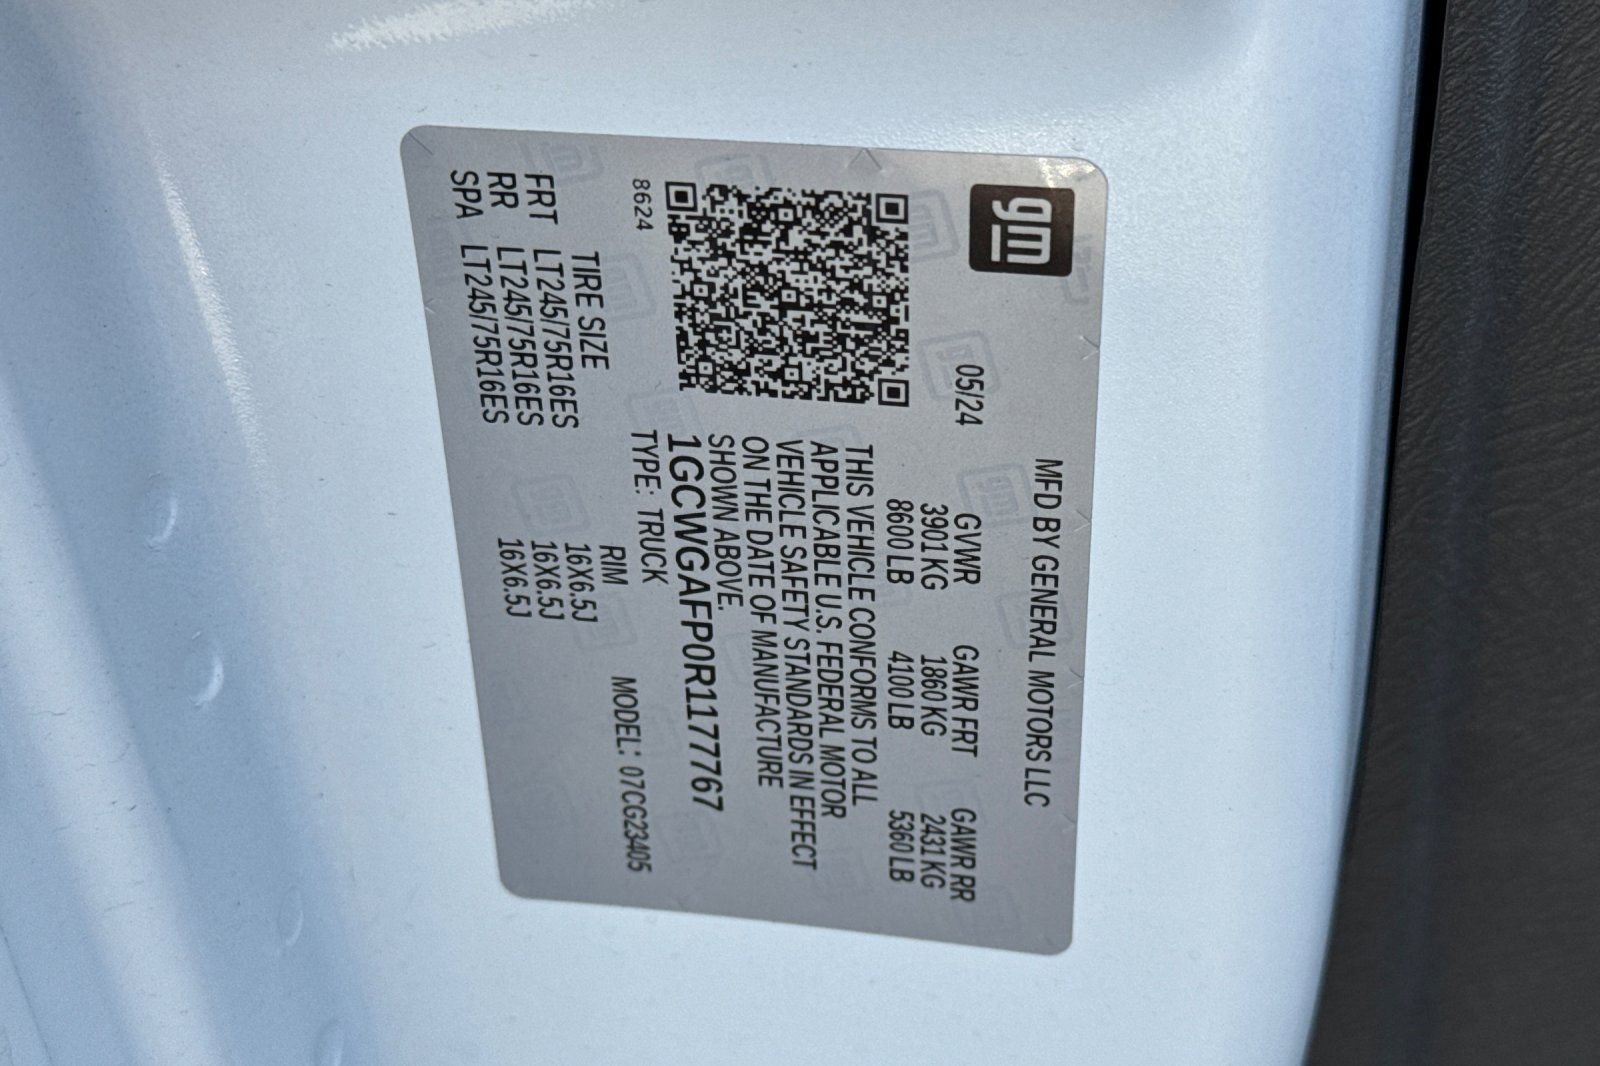 gm
MFD BY GENERAL MOTORS LLC
05/24
GVWR GAWR FRT GAWR RR
3901 KG 1860 KG 2431 KG
8600 LB 4100 LB 5360 LB
THIS VEHICLE CONFORMS TO ALL
APPLICABLE U.S. FEDERAL MOTOR
VEHICLE SAFETY STANDARDS IN EFFECT
ON THE DATE OF MANUFACTURE
SHOWN ABOVE.
1GCWGAFP0R1177767
8624
TYPE: TRUCK MODEL: 07CG23405
TIRE SIZE RIM
FRT LT245/75R16ES 16X6.5J
RR LT245/75R16ES 16X6.5J
SPA LT245/75R16ES 16X6.5J